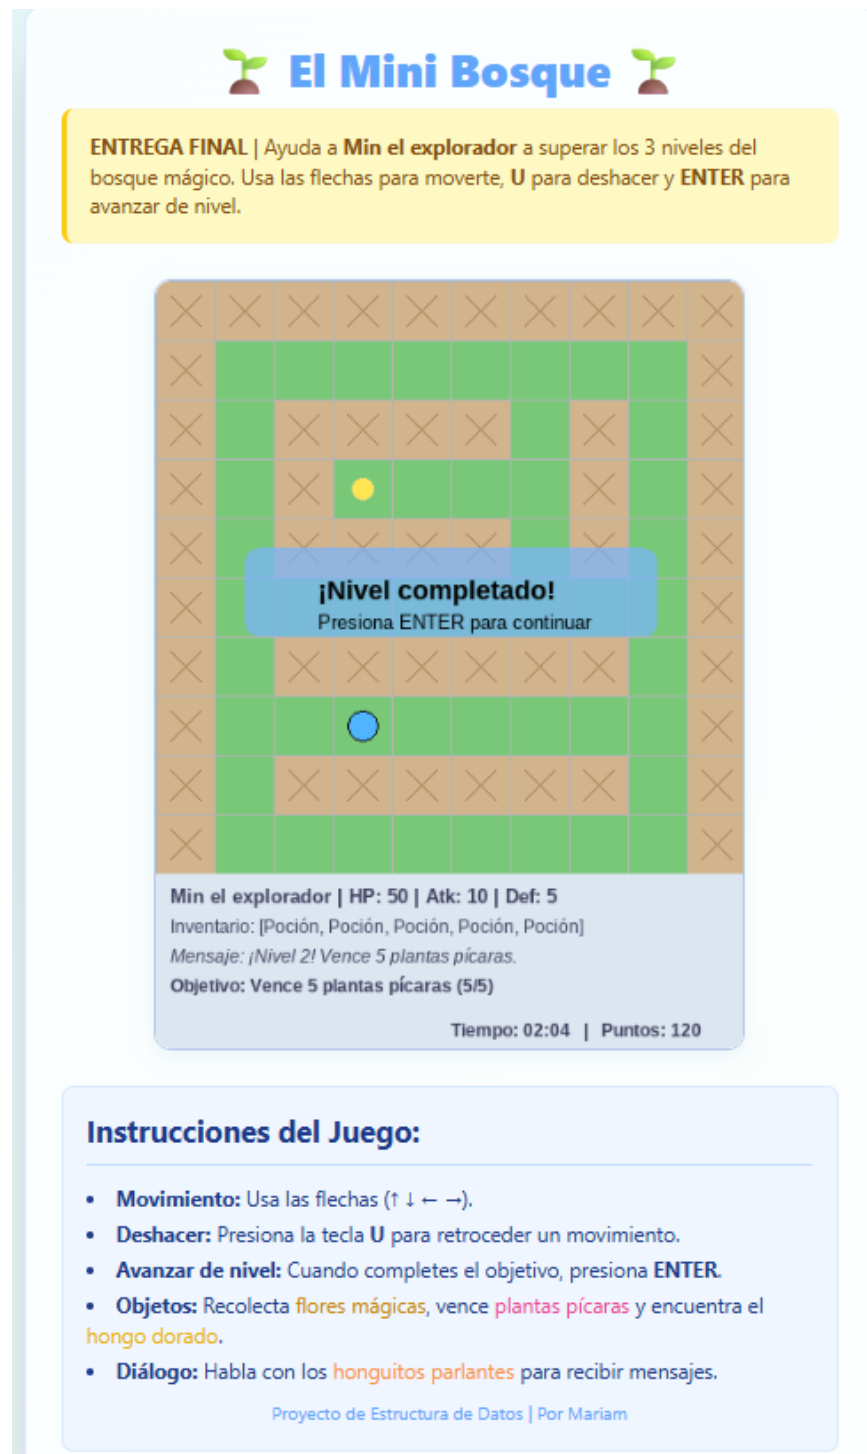 El Mini Bosque
ENTREGA FINAL | Ayuda a Min el explorador a superar los 3 niveles del
bosque mágico. Usa las flechas para moverte, U para deshacer y ENTER para
avanzar de nivel.
¡Nivel completado!
Presiona ENTER para continuar
Min el explorador | HP: 50 | Atk: 10 | Def: 5
Inventario: [Poción, Poción, Poción, Poción, Poción]
Mensaje: ¡Nivel 2! Vence 5 plantas pícaras.
Objetivo: Vence 5 plantas pícaras (5/5)
Tiempo: 02:04 | Puntos: 120
Instrucciones del Juego:
• Movimiento: Usa las flechas (↑ ↓ ← →).
• Deshacer: Presiona la tecla U para retroceder un movimiento.
• Avanzar de nivel: Cuando completes el objetivo, presiona ENTER.
• Objetos: Recolecta flores mágicas, vence plantas pícaras y encuentra el
hongo dorado.
• Diálogo: Habla con los honguitos parlantes para recibir mensajes.
Proyecto de Estructura de Datos | Por Mariam